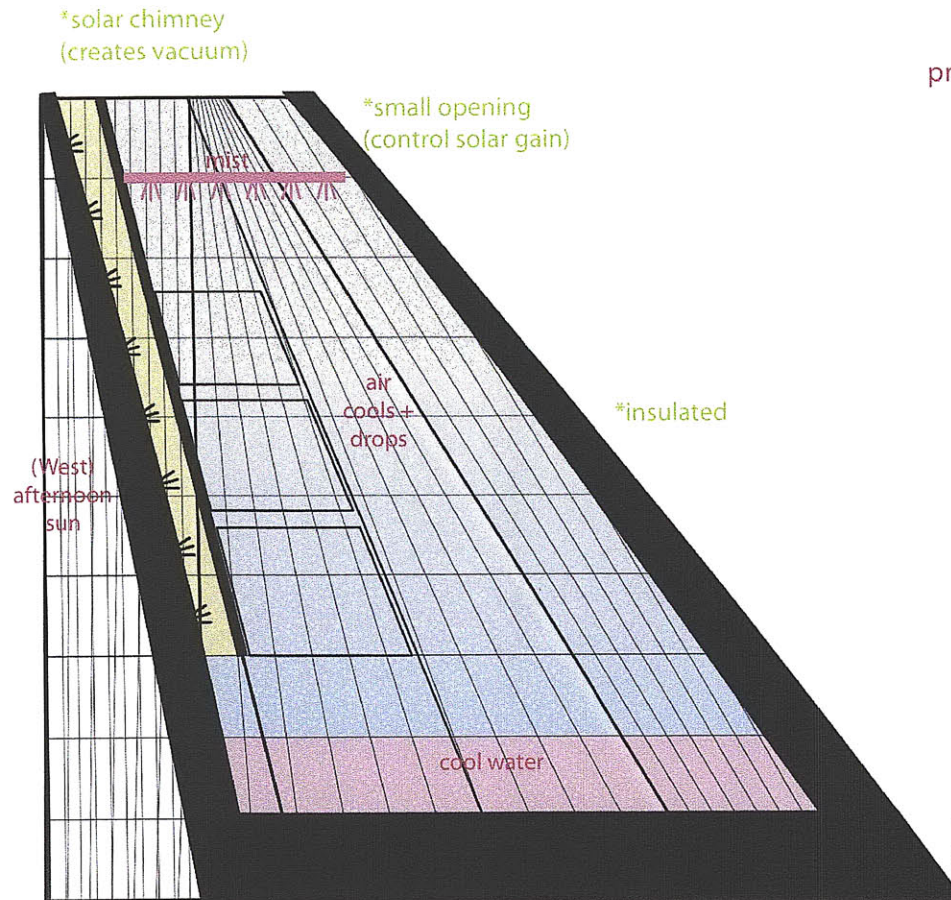 *solar chimney
(creates vacuum)
pr
*small opening
(control solar gain)
mist
air
cools +
drops
*insulated
(West)
afternoon
sun
cool water